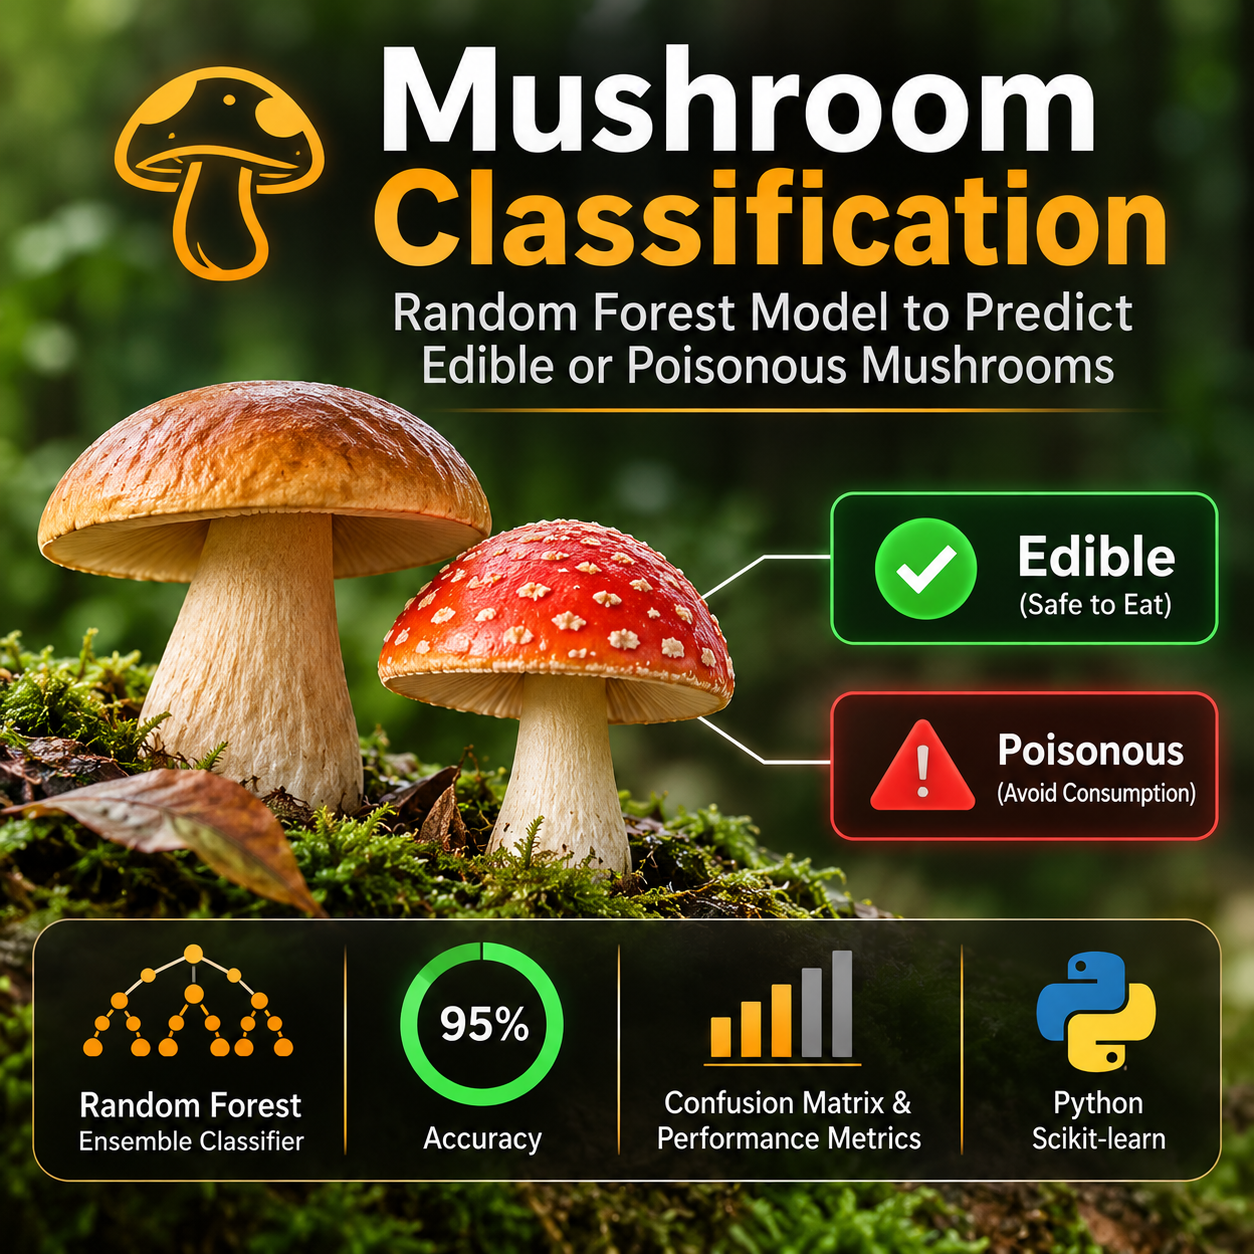 Mushroom
Classification
Random Forest Model to Predict
Edible or Poisonous Mushrooms
Edible
(Safe to Eat)
Poisonous
(Avoid Consumption)
Random Forest
Ensemble Classifier
95%
Accuracy
Confusion Matrix &
Performance Metrics
Python
Scikit-learn